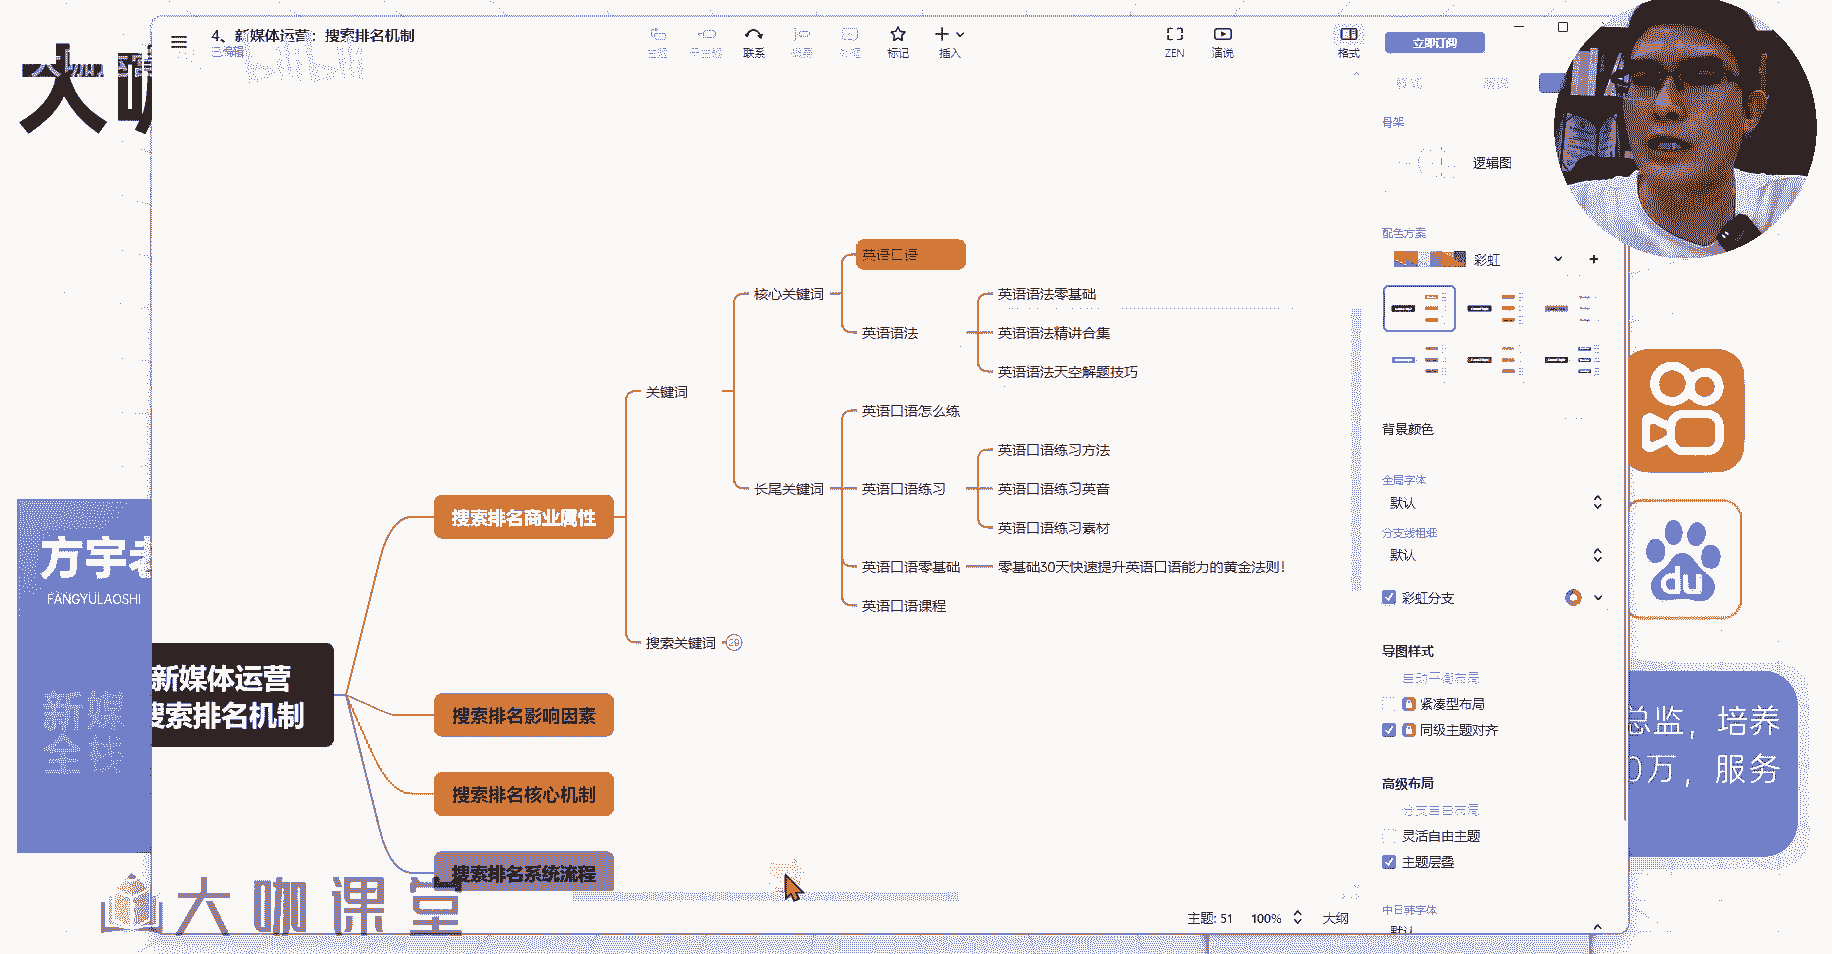 4、新媒体运营：搜索排名机制
已编辑
联系
标记
插入
ZEN
演说
格式
立即订阅
骨架
逻辑图
配色方案
彩虹
背景颜色
全局字体
默认
分支线粗细
默认
彩虹分支
导图样式
自动平衡布局
紧凑型布局
同级主题对齐
高级布局
分支自由布局
灵活自由主题
主题层叠
中日韩字体
默认
新媒体运营
搜索排名机制
搜索排名商业属性
关键词
核心关键词
英语口语
英语语法
英语语法零基础
英语语法精讲合集
英语语法天空解题技巧
长尾关键词
英语口语怎么练
英语口语练习
英语口语练习方法
英语口语练习英音
英语口语练习素材
英语口语零基础
零基础30天快速提升英语口语能力的黄金法则！
英语口语课程
搜索关键词
29
搜索排名影响因素
搜索排名核心机制
搜索排名系统流程
主题: 51
100%
大纲
大咖
方宇老
FANGYULAOSHI
新媒
全栈
du
总监，培养
0万，服务
大咖课堂
bilibili